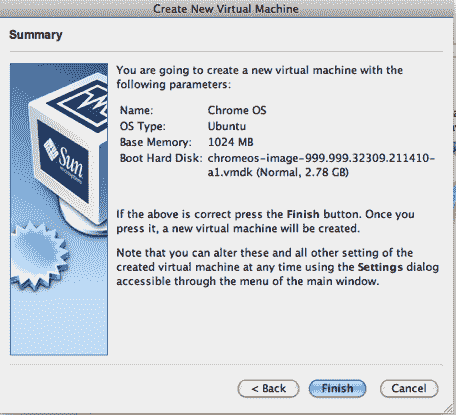 Create New Virtual Machine
Summary
You are going to create a new virtual machine with the
following parameters:
Name: Chrome OS
OS Type: Ubuntu
Base Memory: 1024 MB
Boot Hard Disk: chromeos-image-999.999.32309.211410-
a1.vmdk (Normal, 2.78 GB)
Sun
If the above is correct press the Finish button. Once you
press it, a new virtual machine will be created.
Note that you can alter these and all other setting of the
created virtual machine at any time using the Settings dialog
accessible through the menu of the main window.
< Back Finish Cancel